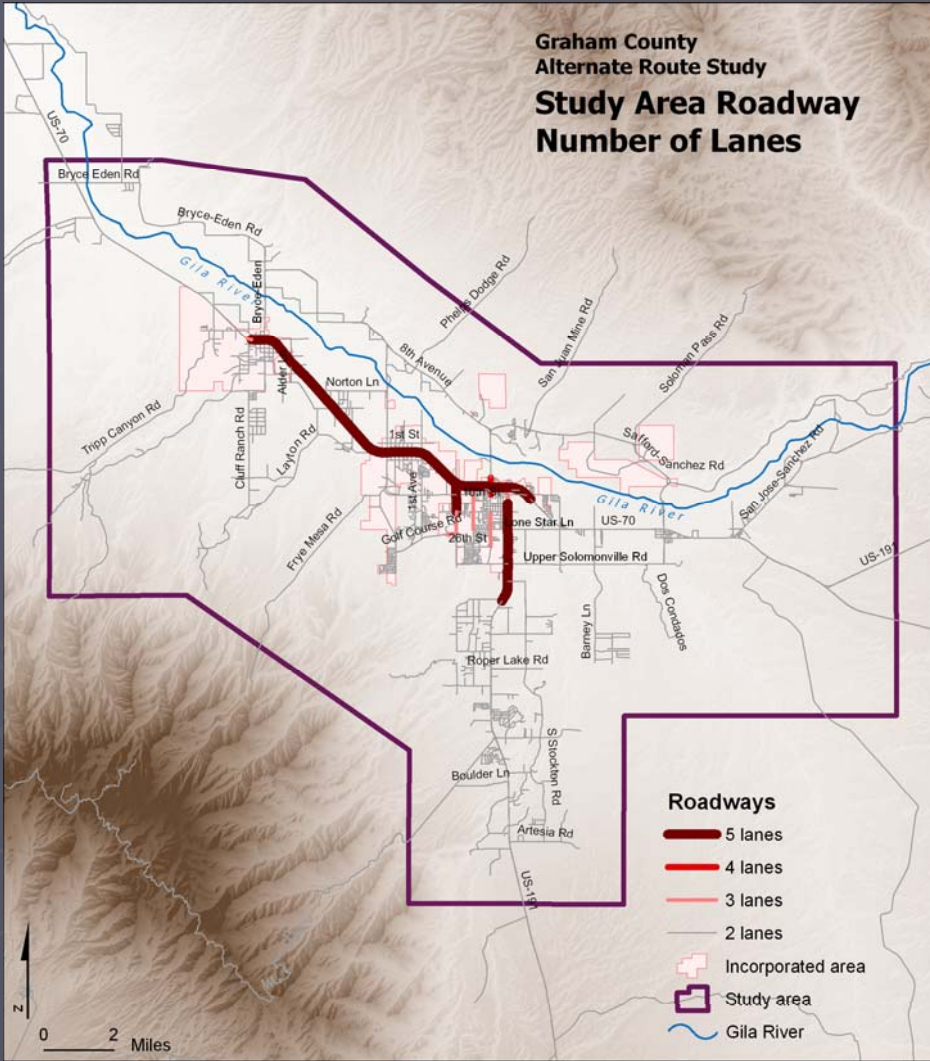 Graham County
Alternate Route Study
Study Area Roadway
Number of Lanes
US-70
Bryce Eden Rd
Bryce-Eden Rd
Gila River
Bryce-Eden
Phelps Dodge Rd
San Juan Mine Rd
Soloman Pass Rd
8th Avenue
Alder L
Norton Ln
Tripp Canyon Rd
Cluff Ranch Rd
Layton Rd
1st St
1st Ave
Safford-Sanchez Rd
San Jose-Sanchez Rd
Gila River
Frye Mesa Rd
Golf Course Rd
26th St
Lone Star Ln
US-70
Upper Solomonville Rd
US-191
Barney Ln
Dos Condados
Roper Lake Rd
S Stockton Rd
Boulder Ln
Artesia Rd
US-191
Roadways
5 lanes
4 lanes
3 lanes
2 lanes
Incorporated area
Study area
Gila River
N
0 2
Miles